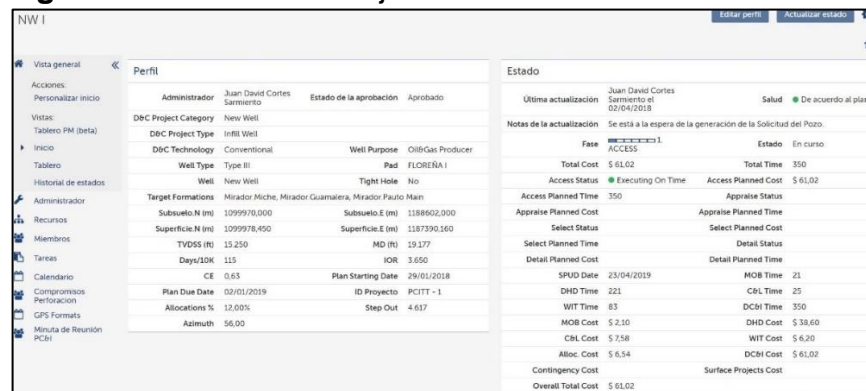 NW I
Editar perfil Actualizar estado
Vista general «
Acciones:
Personalizar inicio
Vistas:
Tablero PM (beta)
Inicio
Tablero
Historial de estados
Administrador
Recursos
Miembros
Tareas
Calendario
Compromisos
Perforacion
GPS Formats
Minuta de Reunión
PC&I
Perfil
Administrador Juan David Cortes Sarmiento Estado de la aprobación Aprobado
D&C Project Category New Well
D&C Project Type Infill Well
D&C Technology Conventional Well Purpose Oil&Gas Producer
Well Type Type III Pad FLOREÑA I
Well New Well Tight Hole No
Target Formations Mirador Miche, Mirador Guamalera, Mirador Pauto Main
Subsuelo.N (m) 1099970,000 Subsuelo.E (m) 1188602,000
Superficie.N (m) 1099978,450 Superficie.E (m) 1187390,160
TVDSS (ft) 15.250 MD (ft) 19.177
Days/10K 115 IOR 3.650
CE 0,63 Plan Starting Date 29/01/2018
Plan Due Date 02/01/2019 ID Proyecto PCITT - 1
Allocations % 12,00% Step Out 4.617
Azimuth 56,00
Estado
Última actualización Juan David Cortes Sarmiento el 02/04/2018 Salud De acuerdo al plan
Notas de la actualización Se está a la espera de la generación de la Solicitud del Pozo.
Fase 1 ACCESS Estado En curso
Total Cost $ 61,02 Total Time 350
Access Status Executing On Time Access Planned Cost $ 61,02
Access Planned Time 350 Appraise Status
Appraise Planned Cost Appraise Planned Time
Select Status Select Planned Cost
Select Planned Time Detail Status
Detail Planned Cost Detail Planned Time
SPUD Date 23/04/2019 MOB Time 21
DHD Time 221 C&L Time 25
WIT Time 83 DC&I Time 350
MOB Cost $ 2,10 DHD Cost $ 38,60
C&L Cost $ 7,58 WIT Cost $ 6,20
Alloc. Cost $ 6,54 DC&I Cost $ 61,02
Contingency Cost Surface Projects Cost
Overall Total Cost $ 61,02